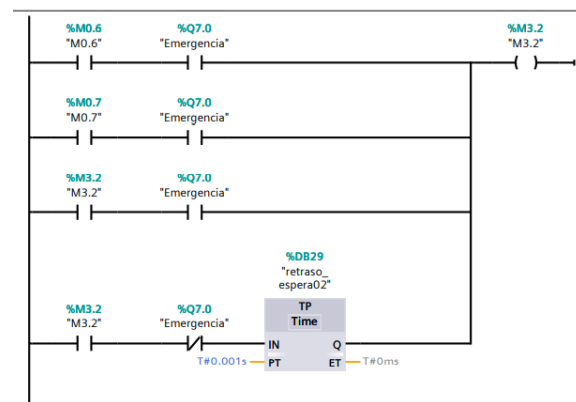 %M0.6 %Q7.0 %M3.2
"M0.6" "Emergencia" "M3.2"
%M0.7 %Q7.0
"M0.7" "Emergencia"
%M3.2 %Q7.0
"M3.2" "Emergencia"
%DB29
"retraso_
espera02"
%M3.2 %Q7.0 TP
"M3.2" "Emergencia" Time
IN Q
T#0.001s PT ET T#0ms